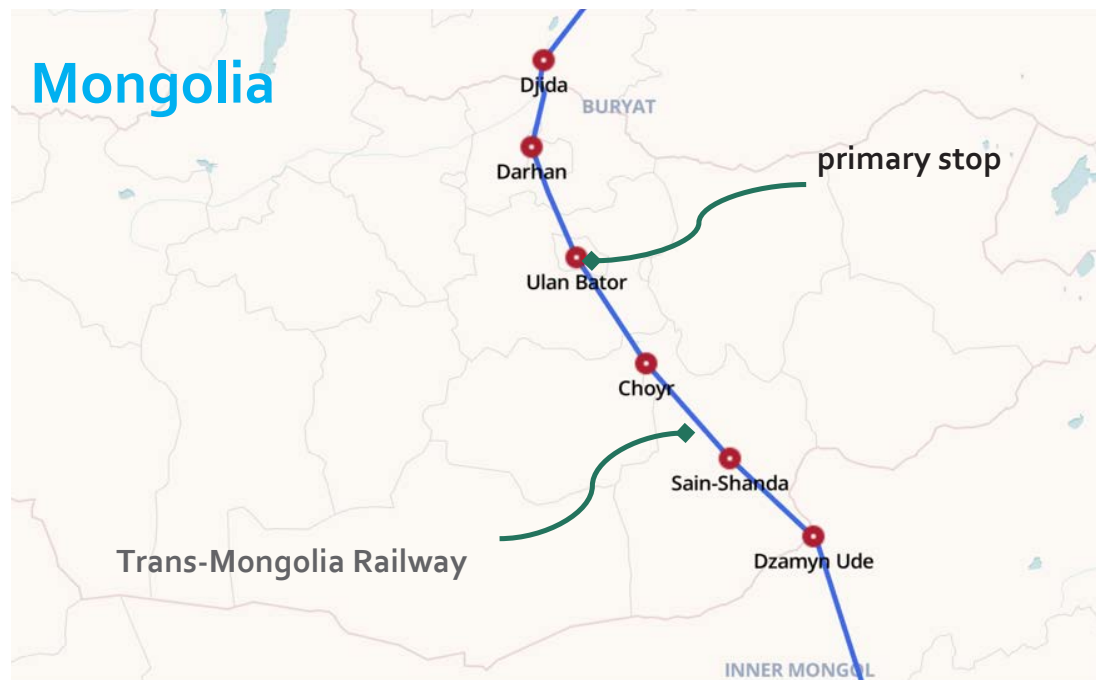 Mongolia
Djida
BURYAT
primary stop
Darhan
Ulan Bator
Choyr
Sain-Shanda
Trans-Mongolia Railway
Dzamyn Ude
INNER MONGOL